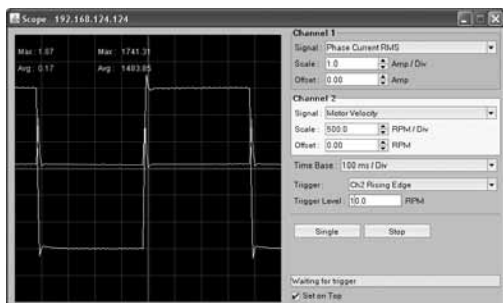 Scope 192.168.124.124
Max: 1.87 Max: 1741.31
Avg: 0.17 Avg: 1483.85
Channel 1
Signal: Phase Current RMS
Scale: 1.0 Amp / Div
Offset: 0.00 Amp
Channel 2
Signal: Motor Velocity
Scale: 500.0 RPM / Div
Offset: 0.00 RPM
Time Base: 100 ms / Div
Trigger: Ch2 Rising Edge
Trigger Level: 10.0 RPM
Single Stop
Waiting for trigger
Set on Top